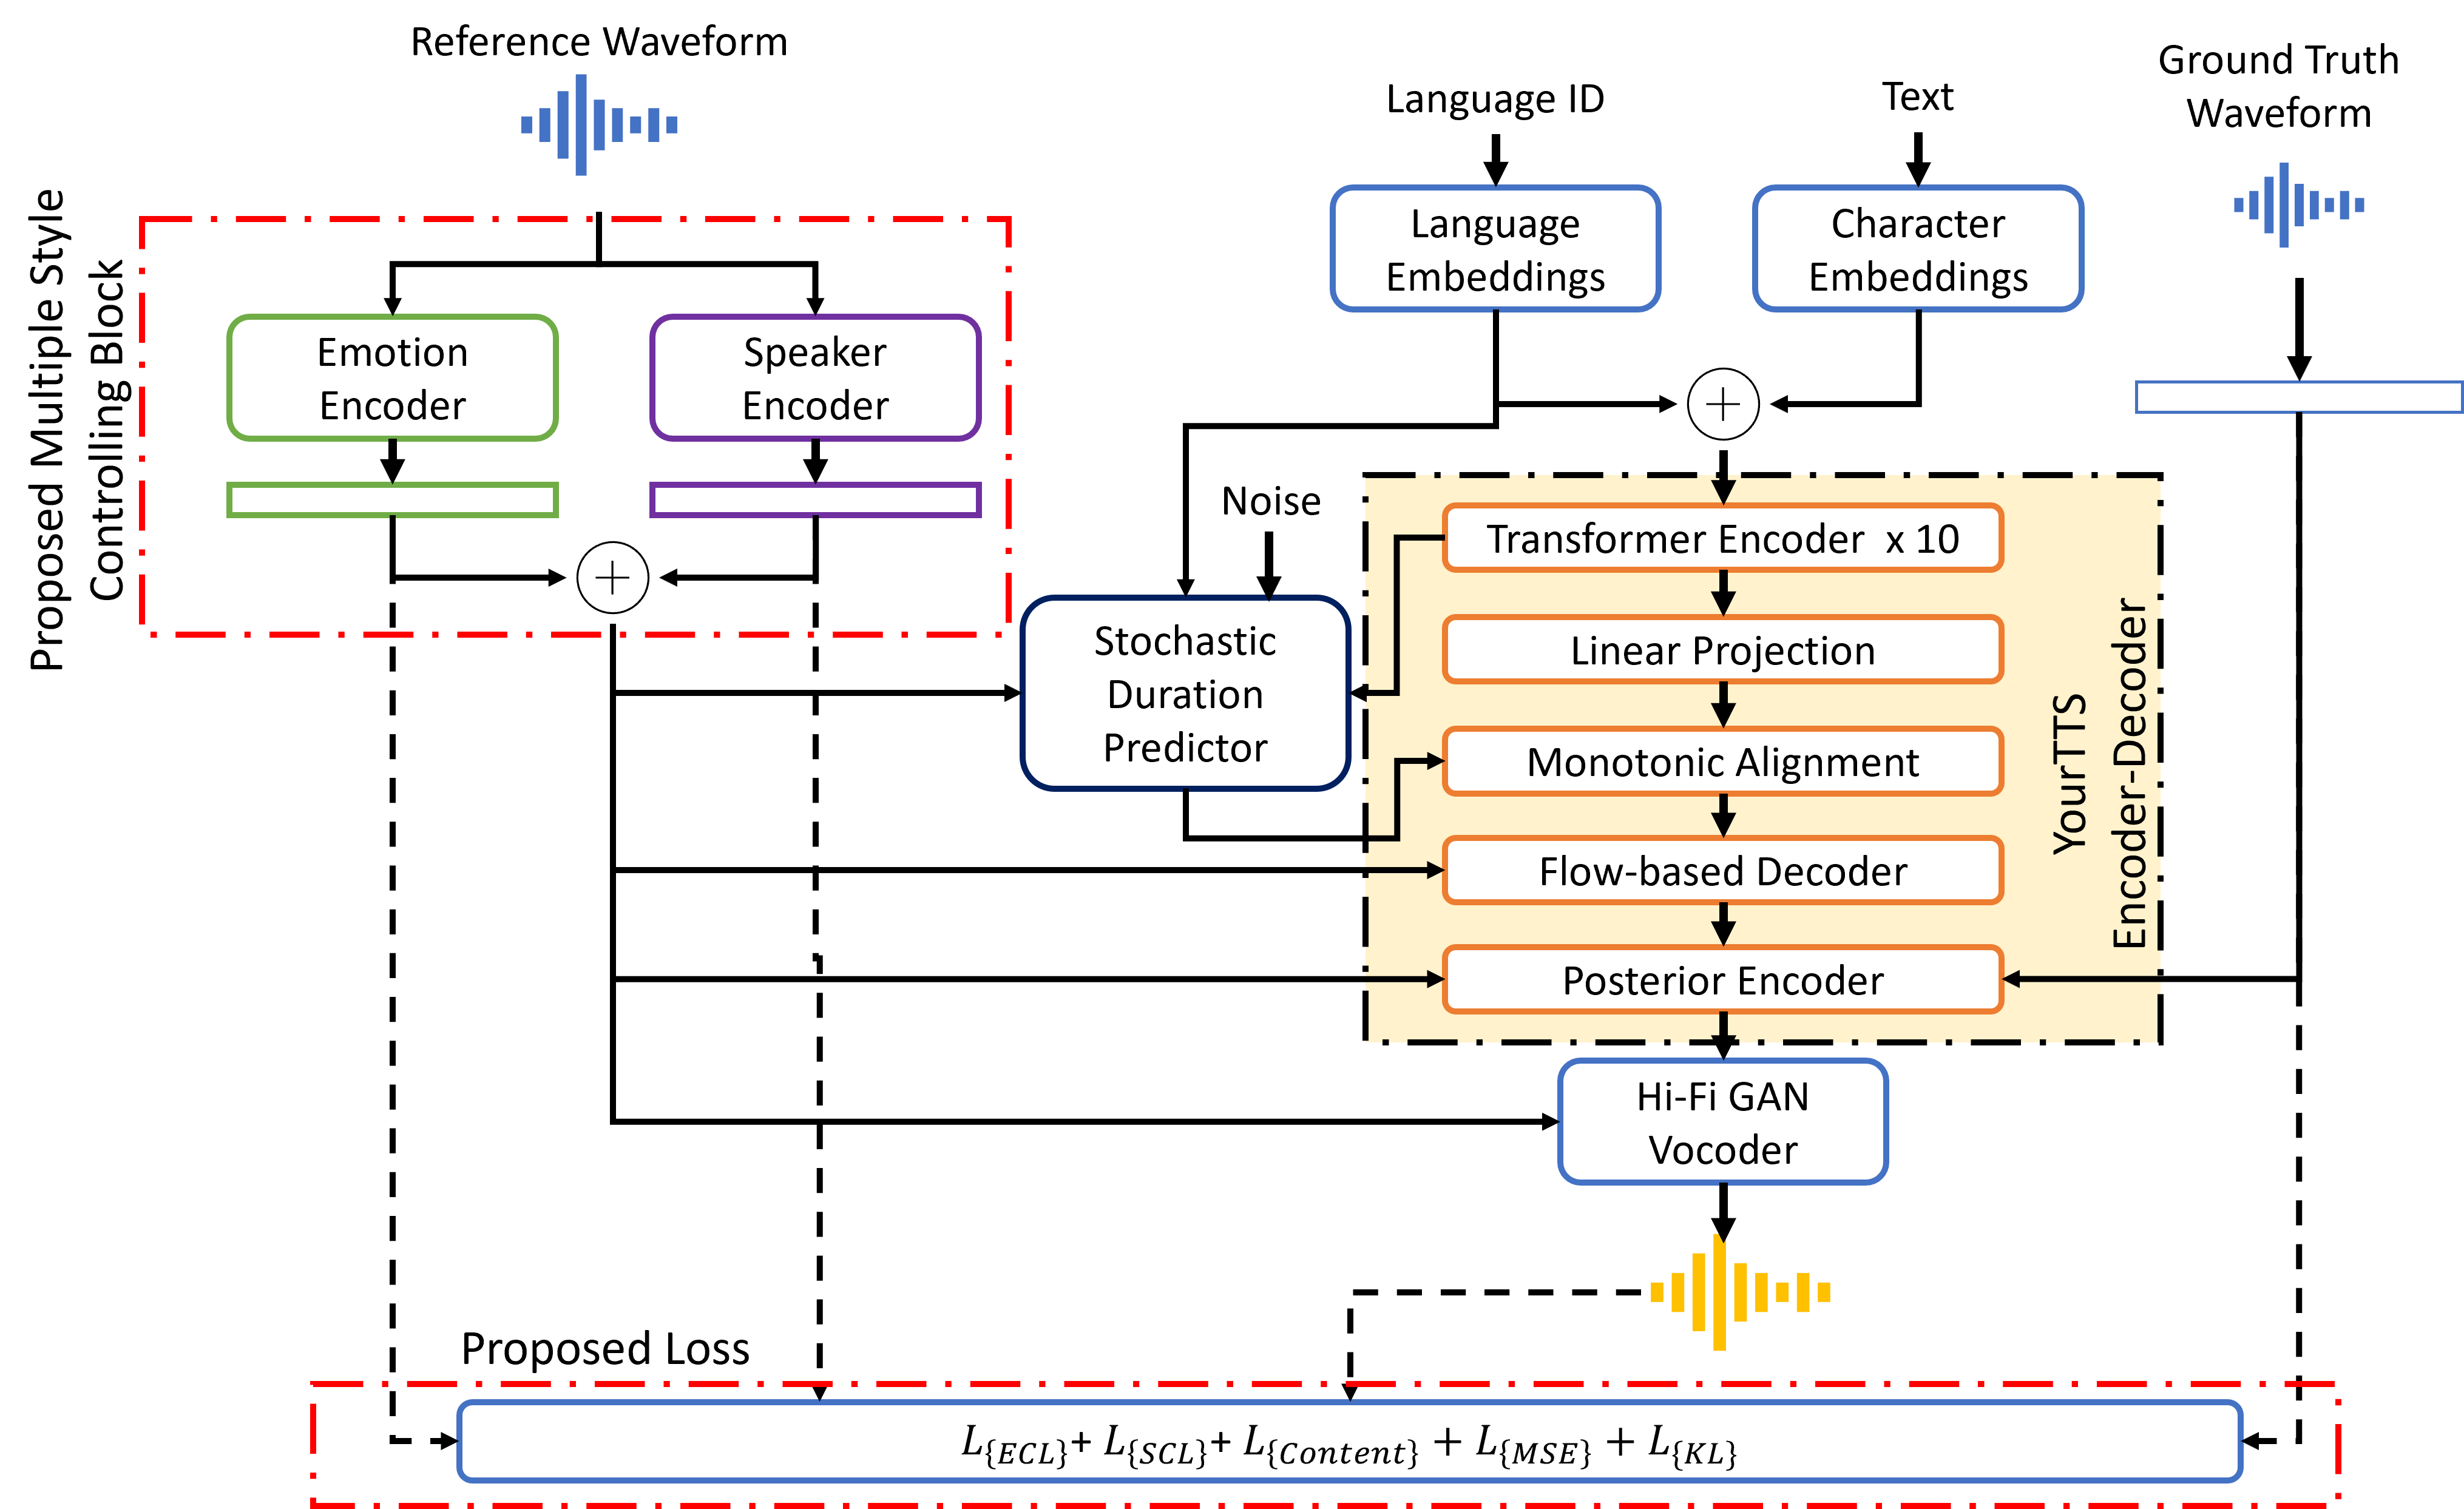 Reference Waveform
Language ID
Text
Ground Truth
Waveform
Proposed Multiple Style
Controlling Block
Emotion
Encoder
Speaker
Encoder
Language
Embeddings
Character
Embeddings
Noise
Stochastic
Duration
Predictor
Transformer Encoder x 10
Linear Projection
Monotonic Alignment
Flow-based Decoder
Posterior Encoder
YourTTS
Encoder-Decoder
Hi-Fi GAN
Vocoder
Proposed Loss
L_{ECL}+ L_{SCL}+ L_{Content} + L_{MSE} + L_{KL}